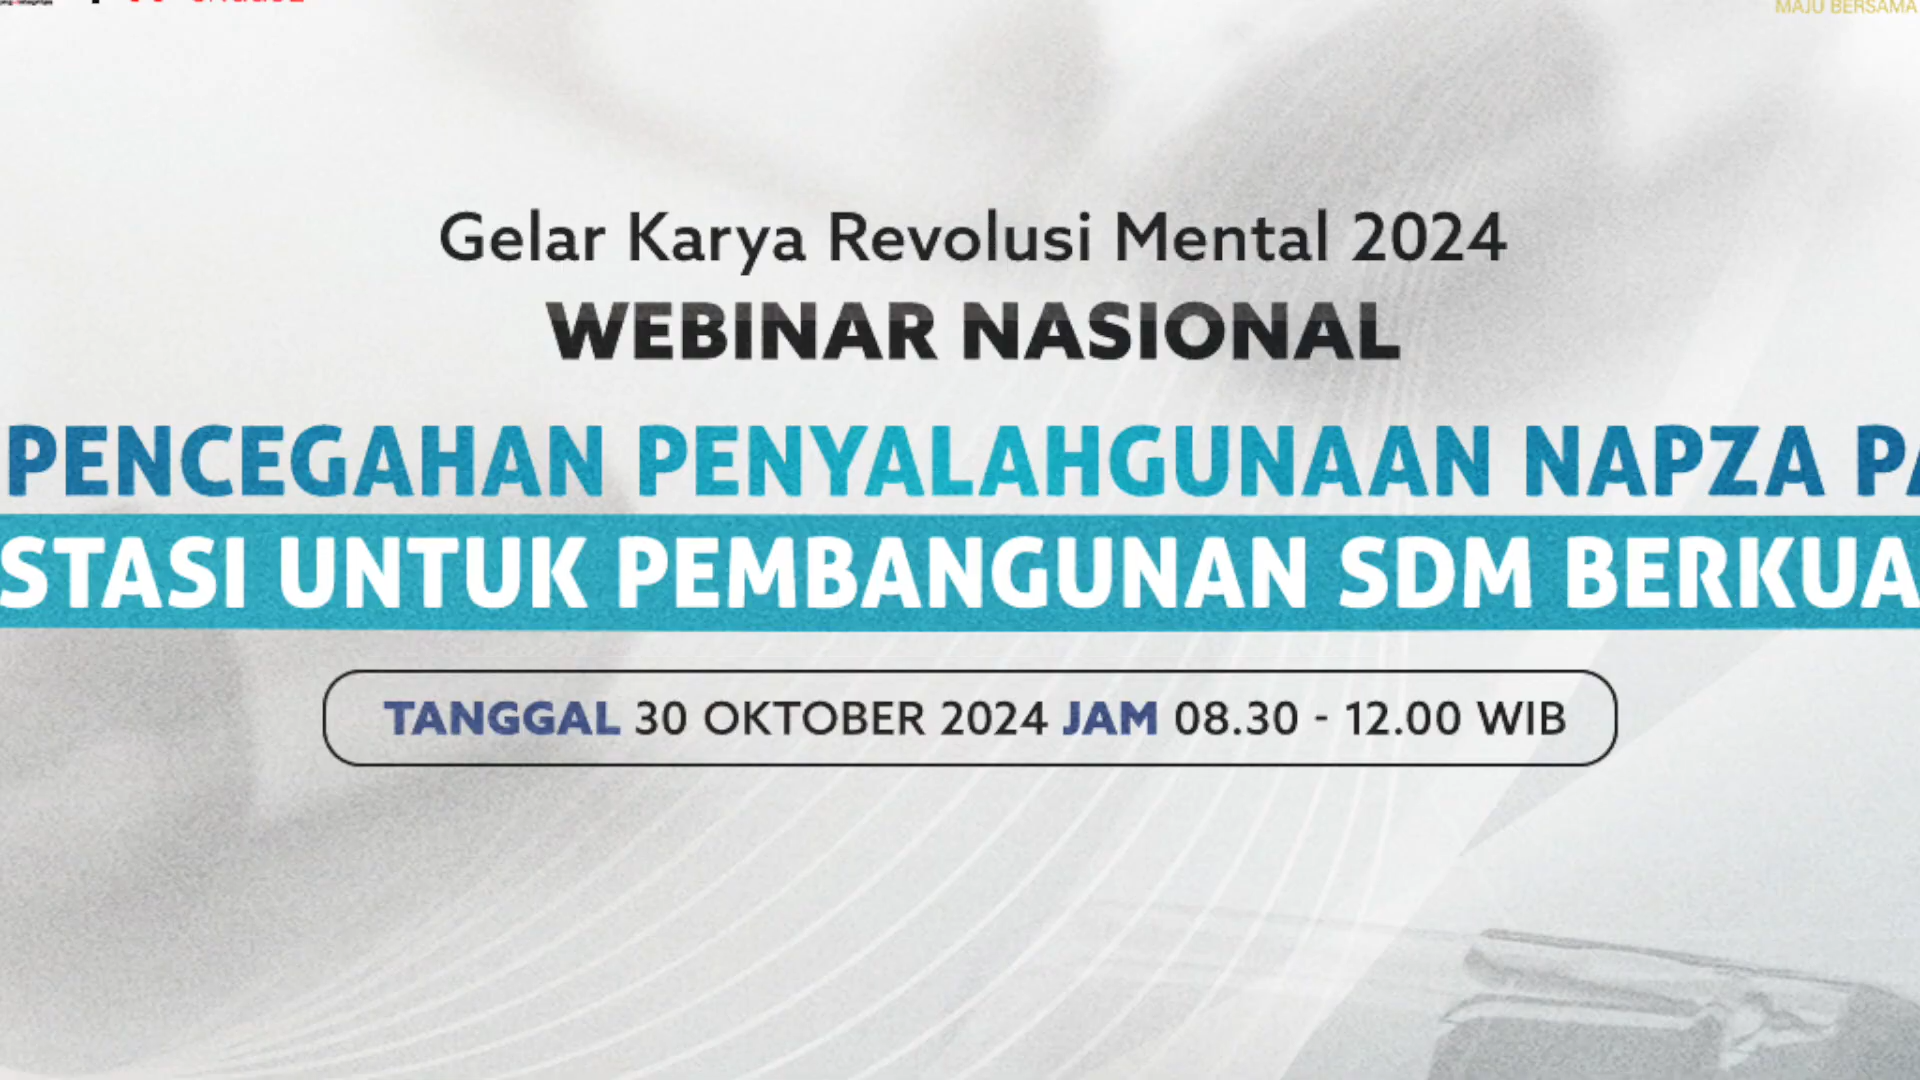 MAJU BERSAMA
Gelar Karya Revolusi Mental 2024
WEBINAR NASIONAL
PENCEGAHAN PENYALAHGUNAAN NAPZA PA
STASI UNTUK PEMBANGUNAN SDM BERKUA
TANGGAL 30 OKTOBER 2024 JAM 08.30 - 12.00 WIB